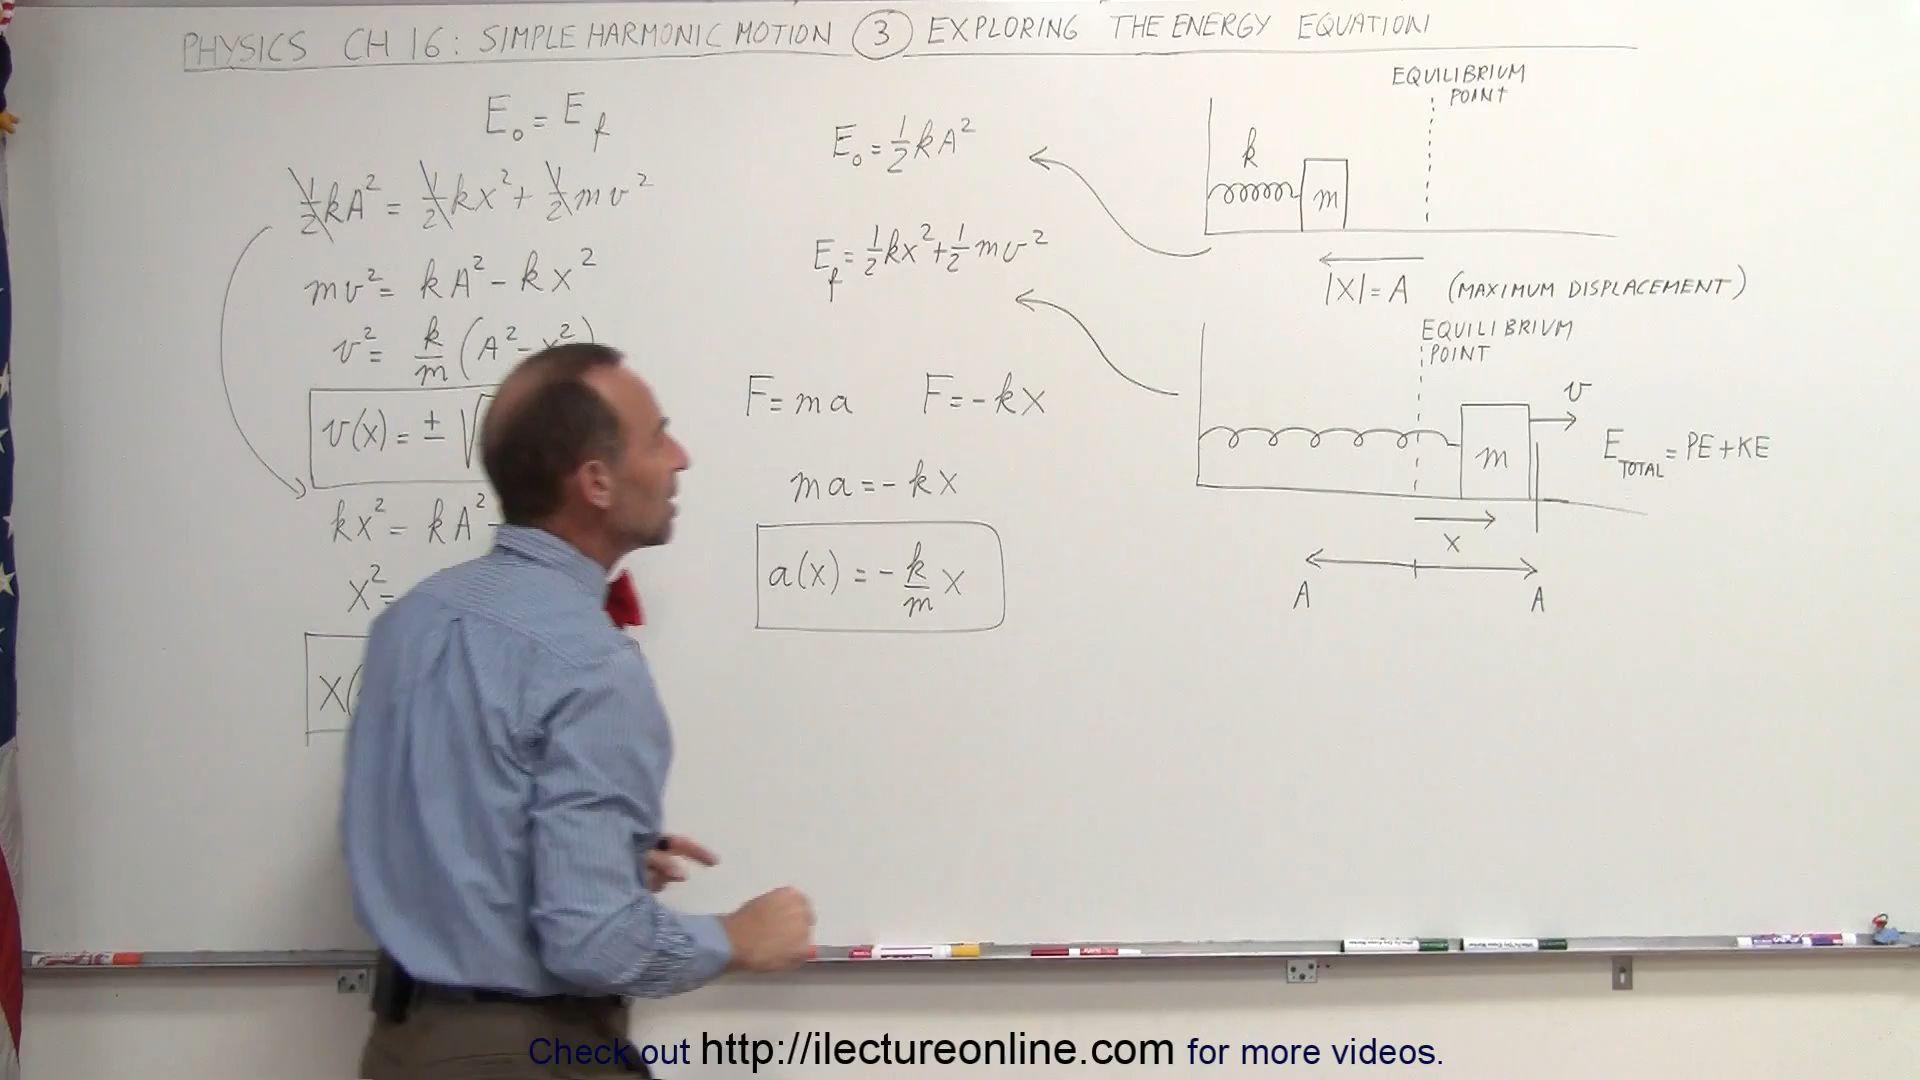 PHYSICS CH 16: SIMPLE HARMONIC MOTION ③ EXPLORING THE ENERGY EQUATION
E₀ = E_f
½kA² = ½kx² + ½mv²
mv² = kA² - kx²
v² = k/m (A² - x²)
v(x) = ± √
kx² = kA²
x² =
X(
E₀ = ½kA²
E_f = ½kx² + ½mv²
F = ma F = -kx
ma = -kx
a(x) = - k/m x
EQUILIBRIUM
POINT
k
m
|X| = A (MAXIMUM DISPLACEMENT)
EQUILIBRIUM
POINT
v
m
E_TOTAL = PE + KE
x
A A
Check out http://ilectureonline.com for more videos.